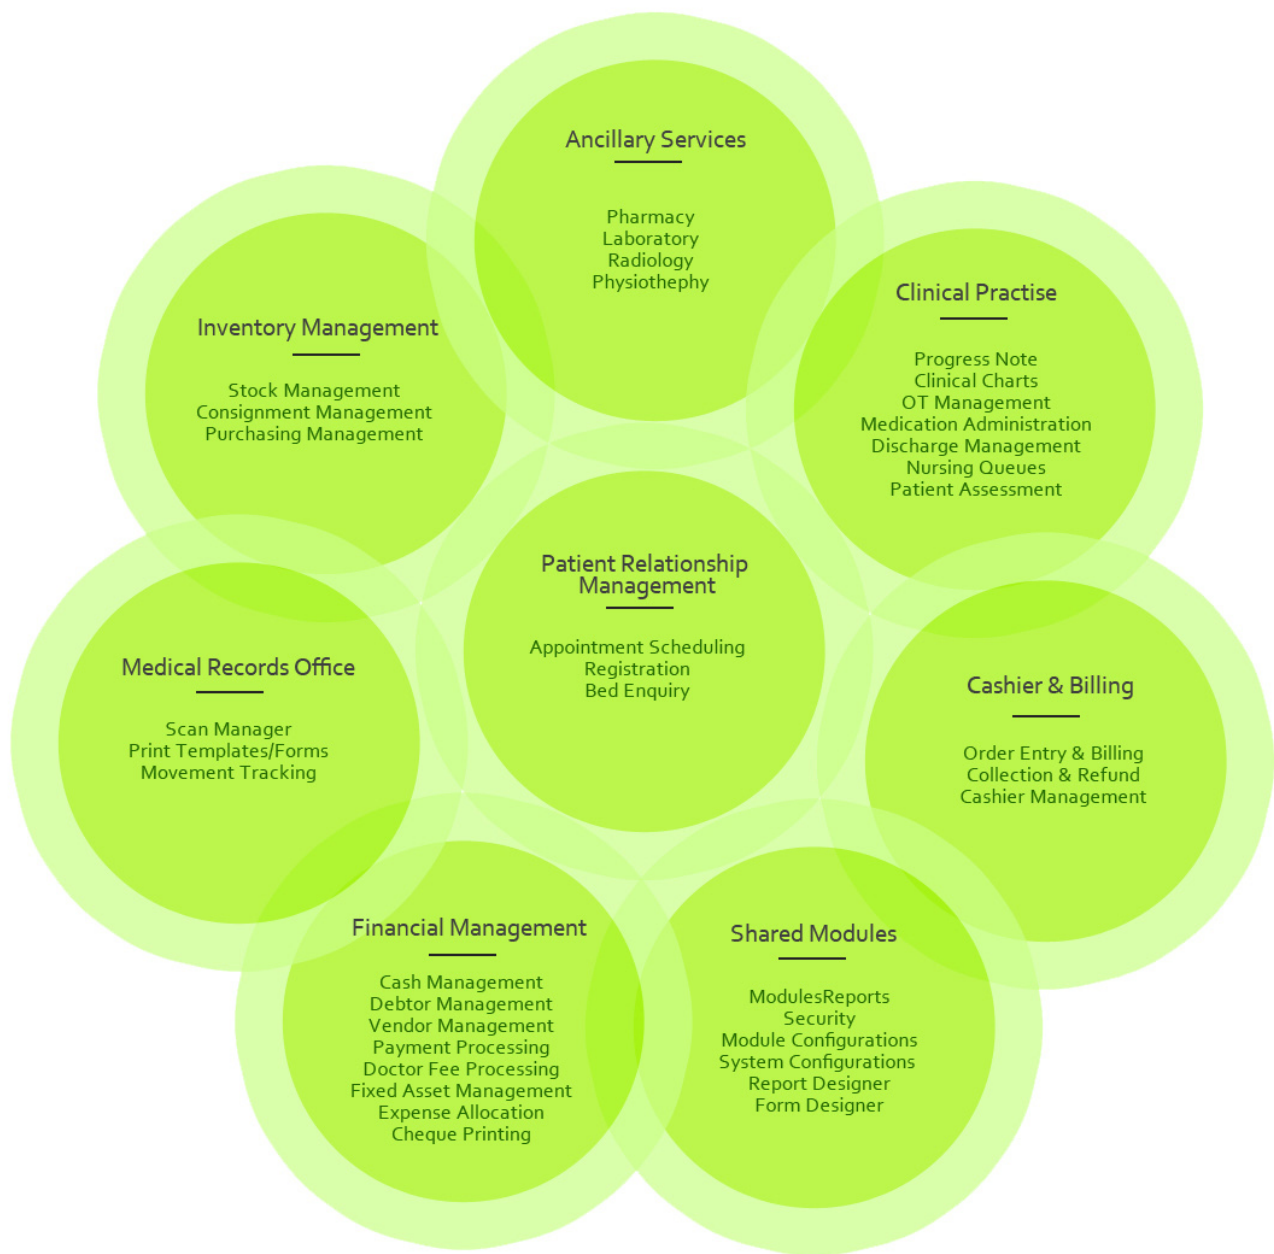 Ancillary Services
Pharmacy
Laboratory
Radiology
Physiothephy
Clinical Practise
Progress Note
Clinical Charts
OT Management
Medication Administration
Discharge Management
Nursing Queues
Patient Assessment
Inventory Management
Stock Management
Consignment Management
Purchasing Management
Patient Relationship
Management
Appointment Scheduling
Registration
Bed Enquiry
Medical Records Office
Scan Manager
Print Templates/Forms
Movement Tracking
Cashier & Billing
Order Entry & Billing
Collection & Refund
Cashier Management
Financial Management
Cash Management
Debtor Management
Vendor Management
Payment Processing
Doctor Fee Processing
Fixed Asset Management
Expense Allocation
Cheque Printing
Shared Modules
ModulesReports
Security
Module Configurations
System Configurations
Report Designer
Form Designer